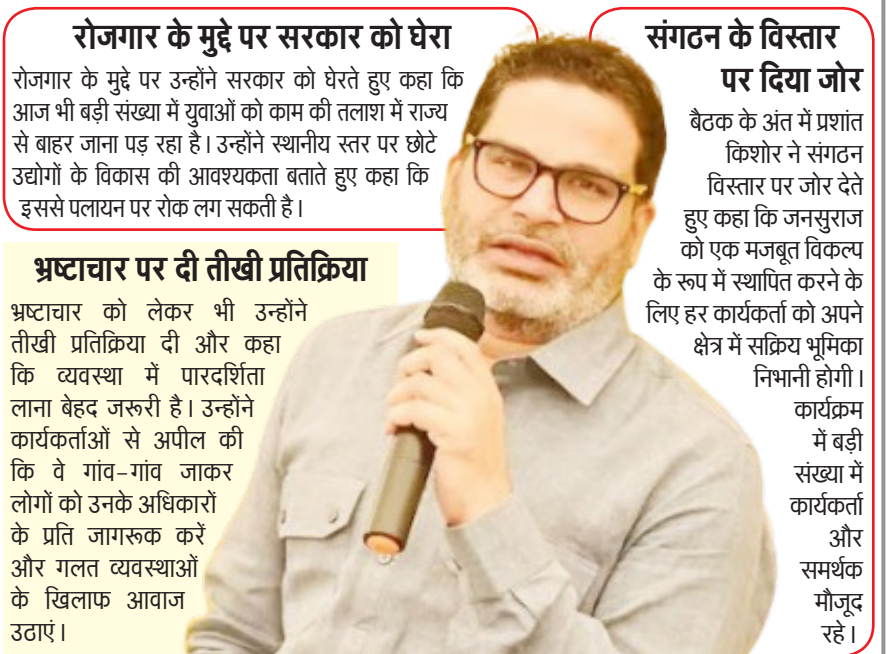 रोजगार के मुद्दे पर सरकार को घेरा
रोजगार के मुद्दे पर उन्होंने सरकार को घेरते हुए कहा कि
आज भी बड़ी संख्या में युवाओं को काम की तलाश में राज्य
से बाहर जाना पड़ रहा है। उन्होंने स्थानीय स्तर पर छोटे
उद्योगों के विकास की आवश्यकता बताते हुए कहा कि
इससे पलायन पर रोक लग सकती है।
भ्रष्टाचार पर दी तीखी प्रतिक्रिया
भ्रष्टाचार को लेकर भी उन्होंने
तीखी प्रतिक्रिया दी और कहा
कि व्यवस्था में पारदर्शिता
लाना बेहद जरूरी है। उन्होंने
कार्यकर्ताओं से अपील की
कि वे गांव-गांव जाकर
लोगों को उनके अधिकारों
के प्रति जागरूक करें
और गलत व्यवस्थाओं
के खिलाफ आवाज
उठाएं।
संगठन के विस्तार
पर दिया जोर
बैठक के अंत में प्रशांत
किशोर ने संगठन
विस्तार पर जोर देते
हुए कहा कि जनसुराज
को एक मजबूत विकल्प
के रूप में स्थापित करने के
लिए हर कार्यकर्ता को अपने
क्षेत्र में सक्रिय भूमिका
निभानी होगी।
कार्यक्रम
में बड़ी
संख्या में
कार्यकर्ता
और
समर्थक
मौजूद
रहे।